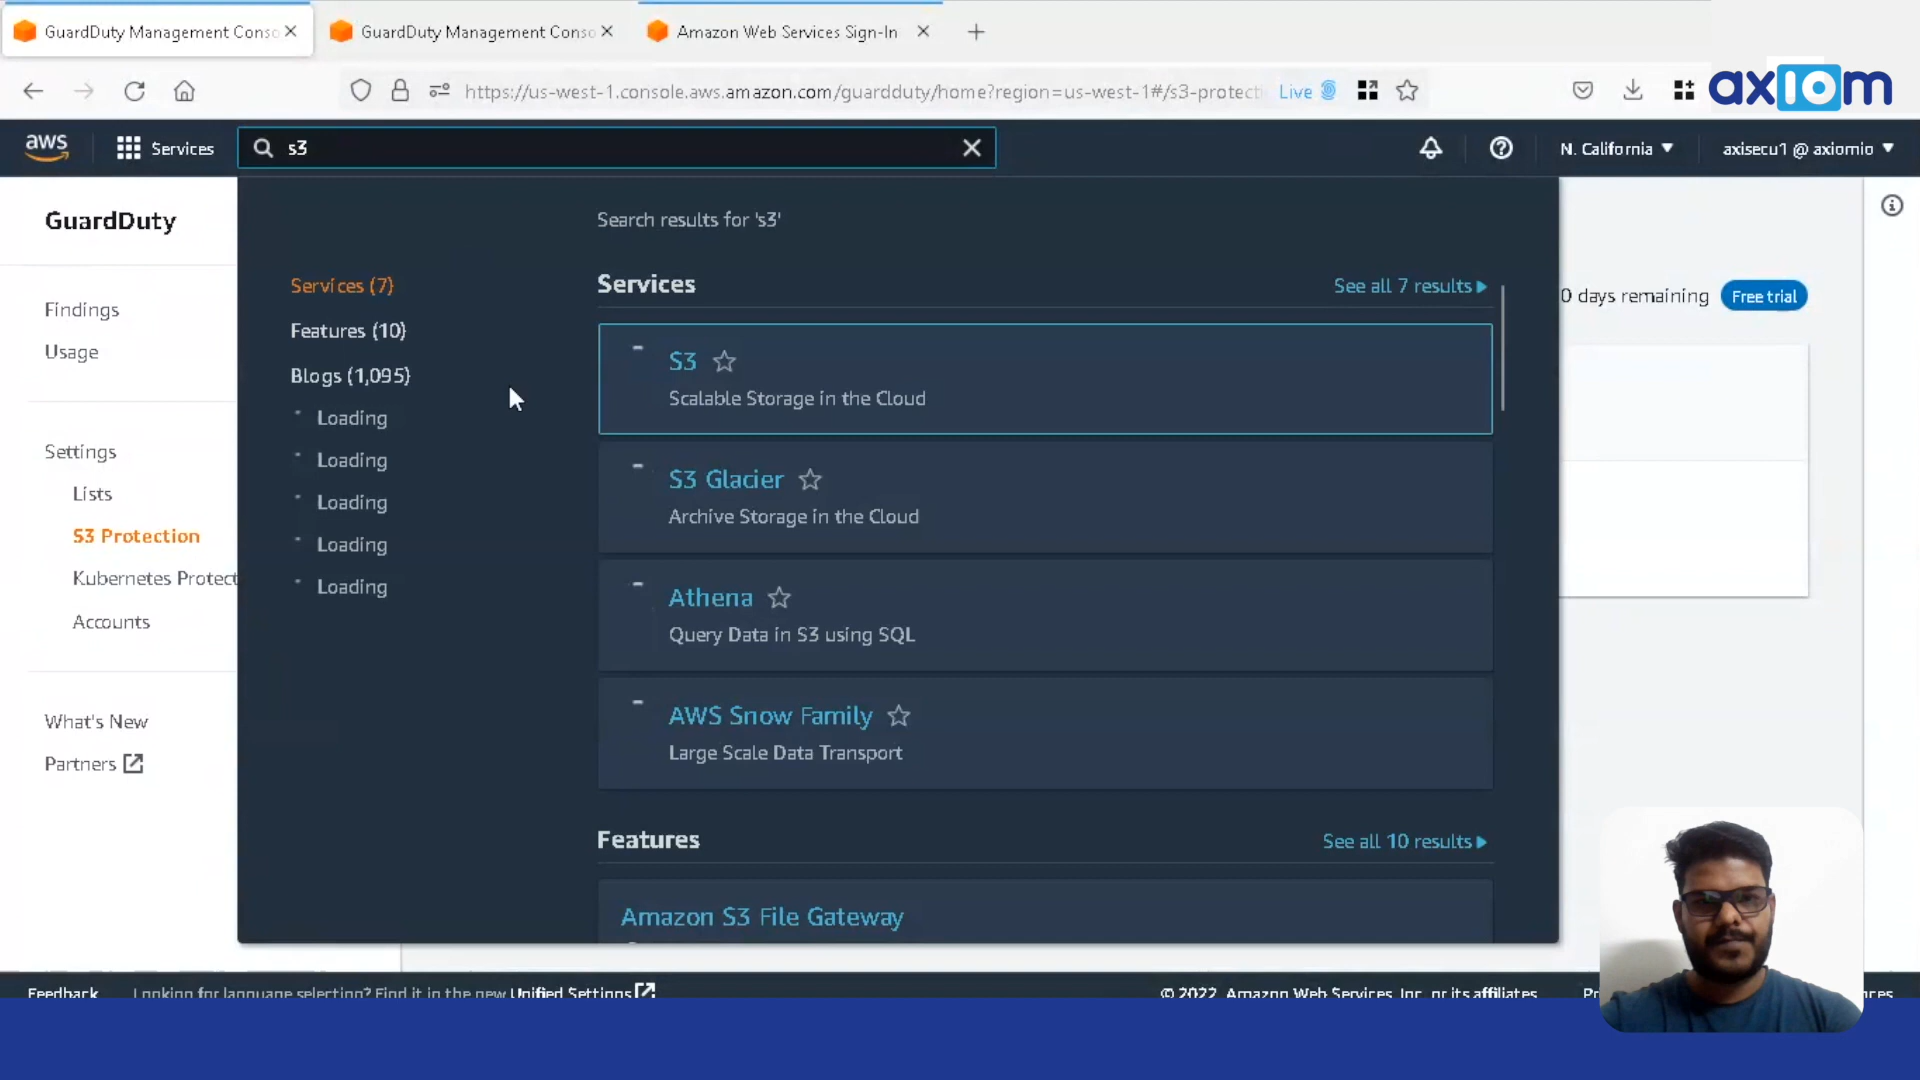 GuardDuty Management Conso
GuardDuty Management Conso
Amazon Web Services Sign-In
https://us-west-1.console.aws.amazon.com/guardduty/home?region=us-west-1#/s3-protecti
Live
axiom
aws
Services
s3
N. California
axisecu1 @ axiomio
GuardDuty
Findings
Usage
Settings
Lists
S3 Protection
Kubernetes Protect
Accounts
What's New
Partners
Search results for 's3'
Services (7)
Features (10)
Blogs (1,095)
Loading
Loading
Loading
Loading
Loading
Services
See all 7 results
S3
Scalable Storage in the Cloud
S3 Glacier
Archive Storage in the Cloud
Athena
Query Data in S3 using SQL
AWS Snow Family
Large Scale Data Transport
Features
See all 10 results
Amazon S3 File Gateway
0 days remaining
Free trial
Feedback
Looking for language selection? Find it in the new Unified Settings
© 2022, Amazon Web Services, Inc. or its affiliates.